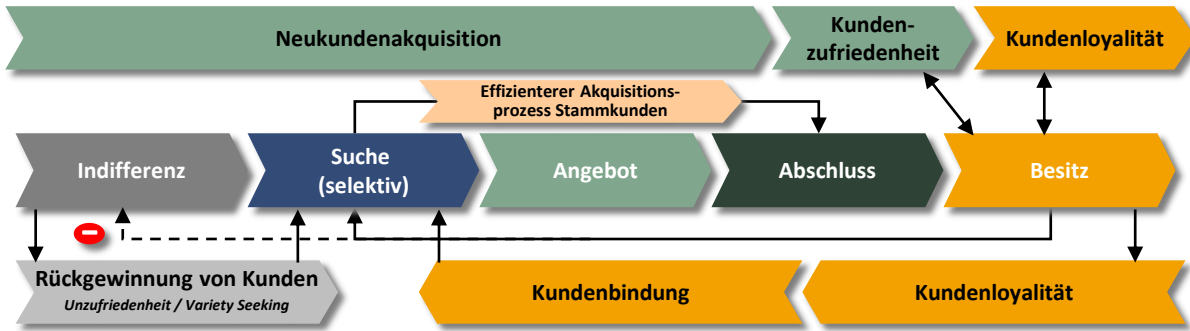 Neukundenakquisition
Kunden-
zufriedenheit
Kundenloyalität
Effizienterer Akquisitions-
prozess Stammkunden
Indifferenz
Suche
(selektiv)
Angebot
Abschluss
Besitz
Rückgewinnung von Kunden
Unzufriedenheit / Variety Seeking
Kundenbindung
Kundenloyalität